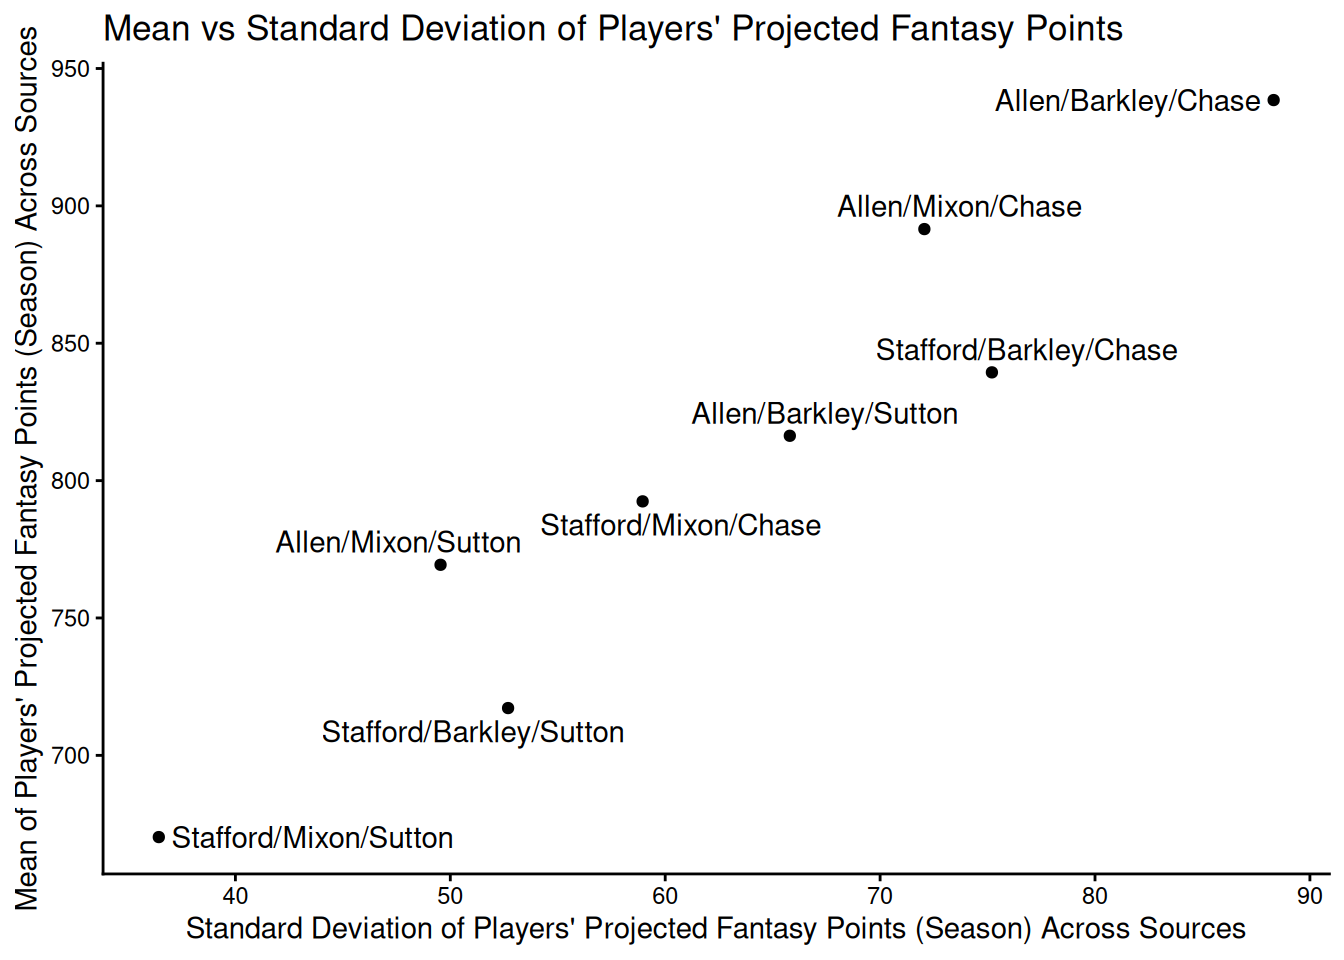 Mean vs Standard Deviation of Players' Projected Fantasy Points
Mean of Players' Projected Fantasy Points (Season) Across Sources
950
900
850
800
750
700
Allen/Barkley/Chase
Allen/Mixon/Chase
Stafford/Barkley/Chase
Allen/Barkley/Sutton
Stafford/Mixon/Chase
Allen/Mixon/Sutton
Stafford/Barkley/Sutton
Stafford/Mixon/Sutton
40 50 60 70 80 90
Standard Deviation of Players' Projected Fantasy Points (Season) Across Sources